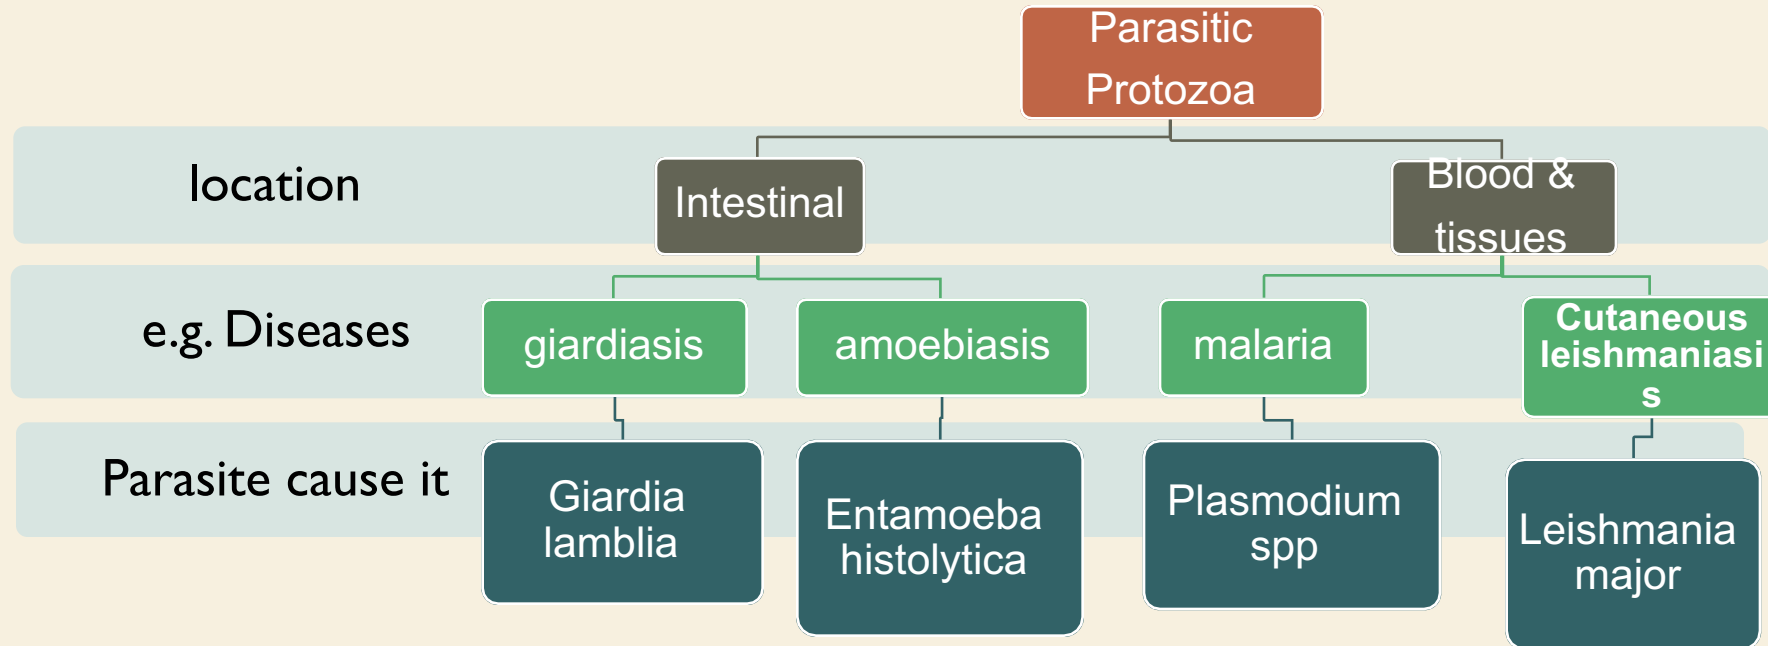 Parasitic
Protozoa
location
Intestinal
Blood &
tissues
e.g. Diseases
giardiasis
amoebiasis
malaria
Cutaneous
leishmaniasi
s
Parasite cause it
Giardia
lamblia
Entamoeba
histolytica
Plasmodium
spp
Leishmania
major